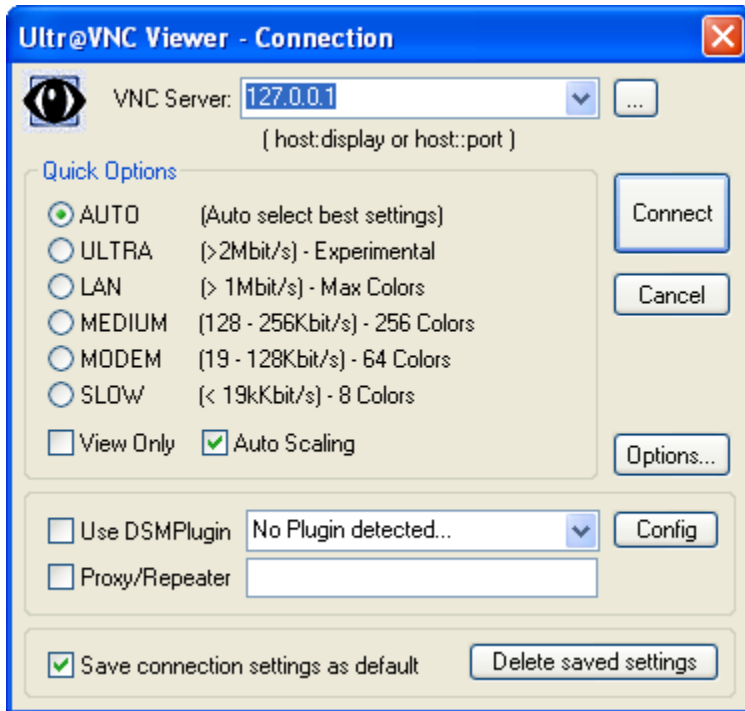 Ultr@VNC Viewer - Connection
VNC Server: 127.0.0.1 ...
( host:display or host::port )
Quick Options
AUTO (Auto select best settings)
Connect
ULTRA (>2Mbit/s) - Experimental
LAN (> 1Mbit/s) - Max Colors
Cancel
MEDIUM (128 - 256Kbit/s) - 256 Colors
MODEM (19 - 128Kbit/s) - 64 Colors
SLOW (< 19kKbit/s) - 8 Colors
View Only Auto Scaling
Options...
Use DSMPlugin No Plugin detected... Config
Proxy/Repeater
Save connection settings as default Delete saved settings